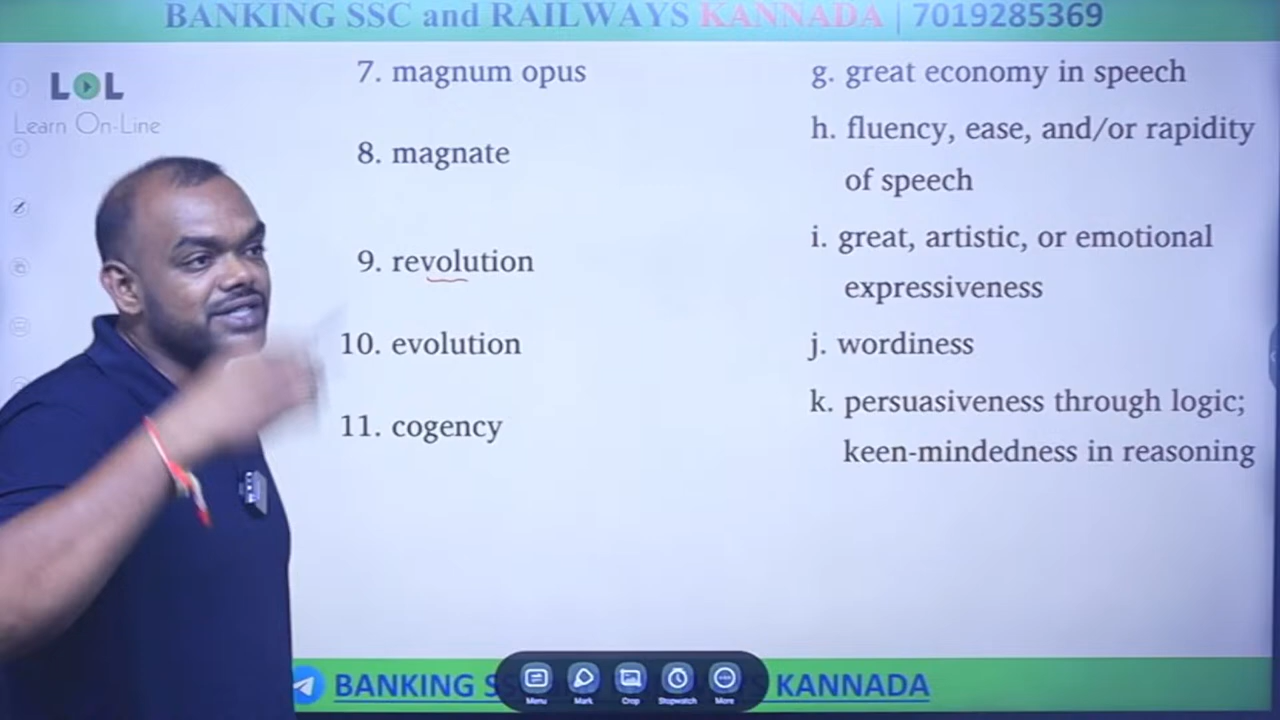 BANKING SSC and RAILWAYS KANNADA | 7019285369
LOL
Learn On-Line
7. magnum opus
8. magnate
9. revolution
10. evolution
11. cogency
g. great economy in speech
h. fluency, ease, and/or rapidity
of speech
i. great, artistic, or emotional
expressiveness
j. wordiness
k. persuasiveness through logic;
keen-mindedness in reasoning
BANKING S
KANNADA
Menu
Mark
Crop
Stopwatch
More